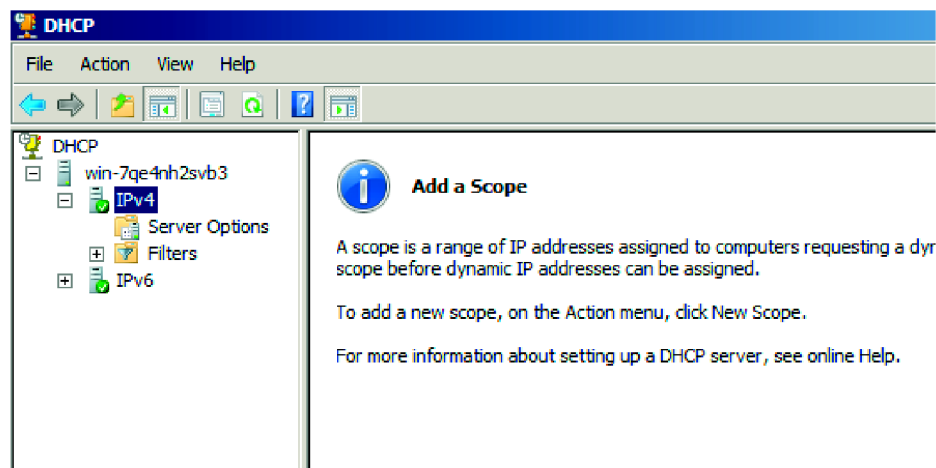 DHCP
File Action View Help
DHCP
win-7qe4nh2svb3
IPv4
Server Options
Filters
IPv6
Add a Scope
A scope is a range of IP addresses assigned to computers requesting a
scope before dynamic IP addresses can be assigned.
To add a new scope, on the Action menu, click New Scope.
For more information about setting up a DHCP server, see online Help.